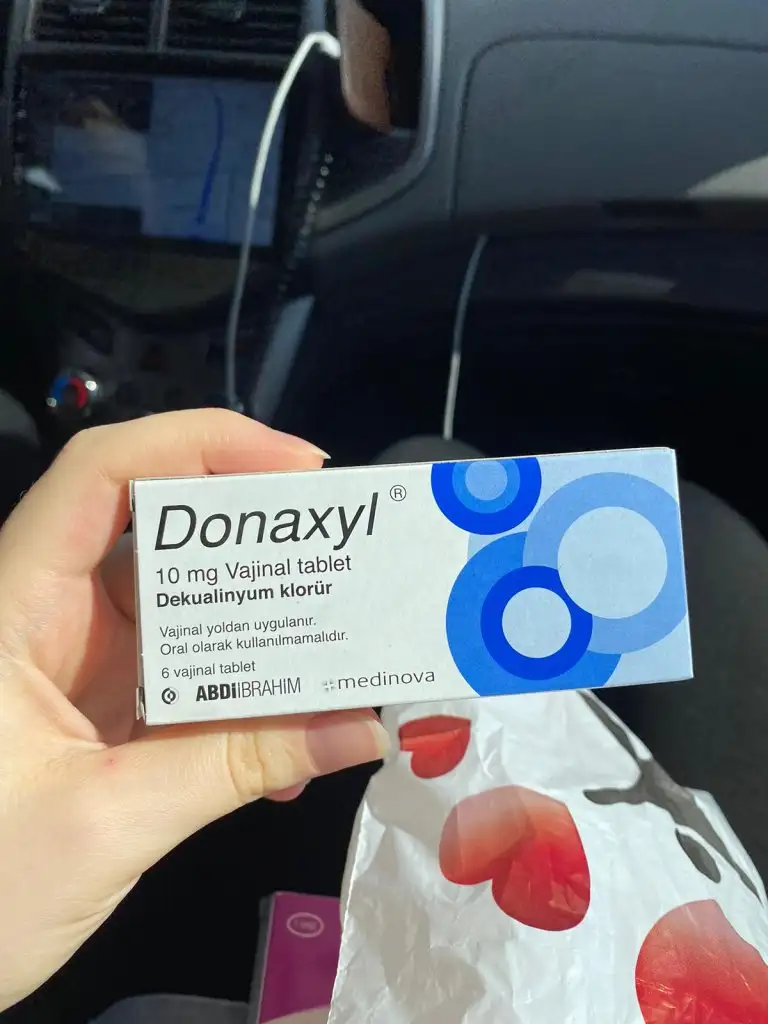 Donaxyl®
10 mg Vajinal tablet
Dekualinyum klorür
Vajinal yoldan uygulanır.
Oral olarak kullanılmamalıdır.
6 vajinal tablet
ABDİİBRAHİM medinova